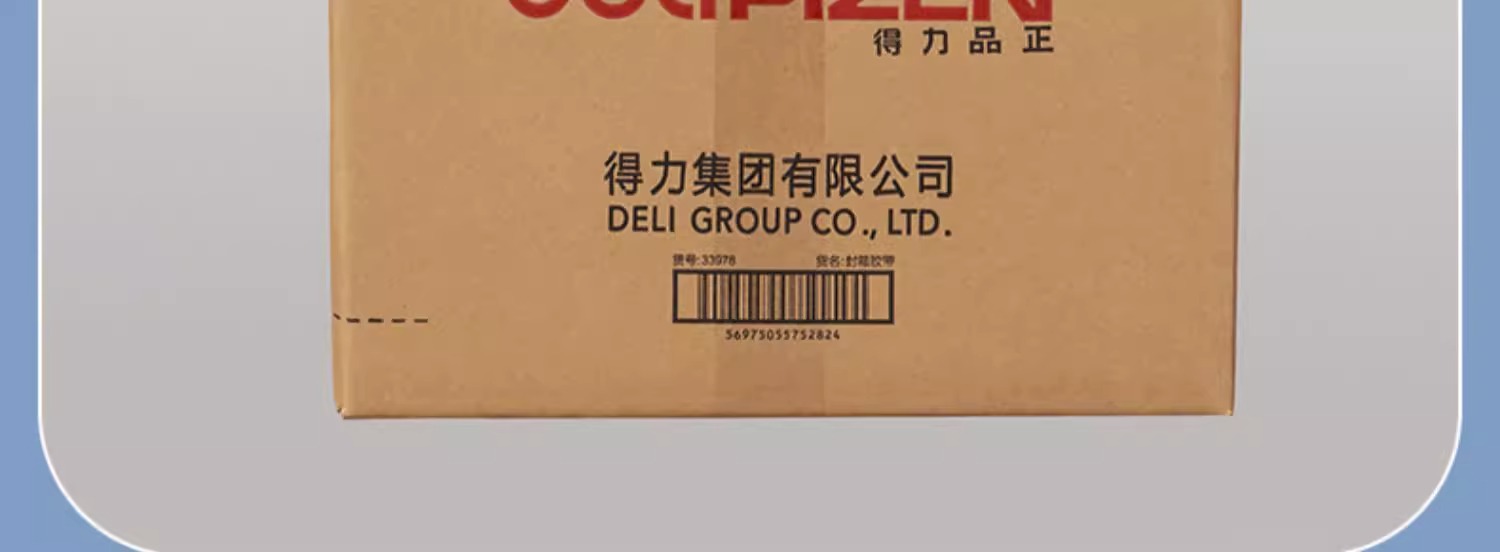 得力品正
得力集团有限公司
DELI GROUP CO., LTD.
货号:33978 货名:封箱胶带
56975055752824